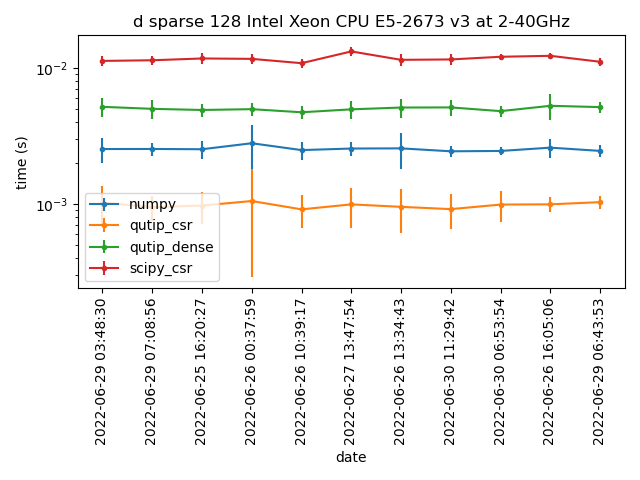 d sparse 128 Intel Xeon CPU E5-2673 v3 at 2-40GHz
time (s)
10⁻²
10⁻³
numpy
qutip_csr
qutip_dense
scipy_csr
2022-06-29 03:48:30
2022-06-29 07:08:56
2022-06-25 16:20:27
2022-06-26 00:37:59
2022-06-26 10:39:17
2022-06-27 13:47:54
2022-06-26 13:34:43
2022-06-30 11:29:42
2022-06-30 06:53:54
2022-06-26 16:05:06
2022-06-29 06:43:53
date